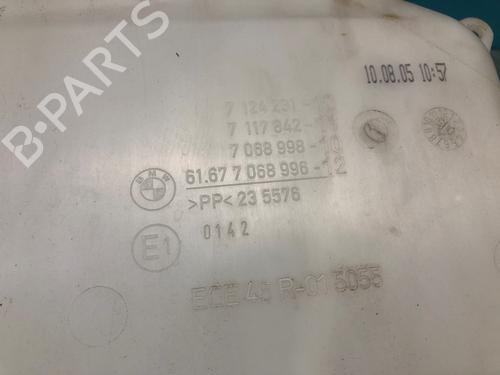 B-PARTS
10.08.05 10:57
7 124 231
7 117 842
7 068 998-10
BMW
61.67 7 068 996-12
>PP< 23 5576
E1
0142
ECE 45 R-01 5055